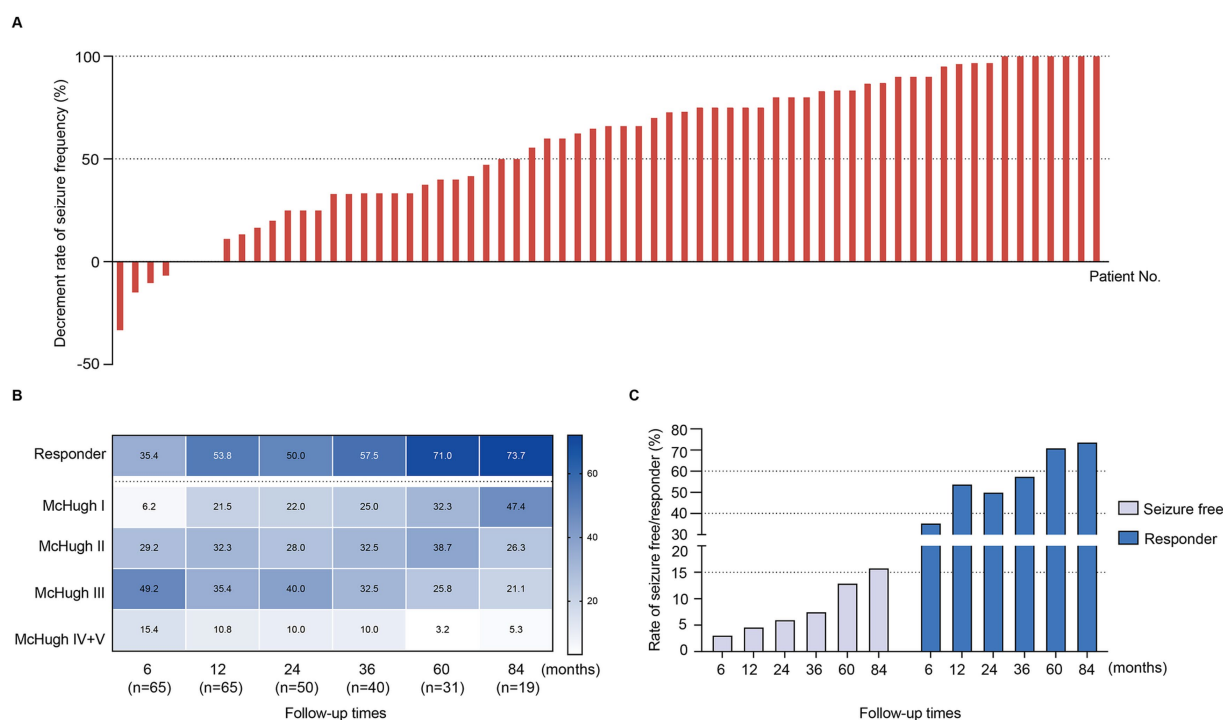 A
Decrement rate of seizure frequency (%)
100
50
0
-50
Patient No.
B
Responder 35.4 53.8 50.0 57.5 71.0 73.7
McHugh I 6.2 21.5 22.0 25.0 32.3 47.4
McHugh II 29.2 32.3 28.0 32.5 38.7 26.3
McHugh III 49.2 35.4 40.0 32.5 25.8 21.1
McHugh IV+V 15.4 10.8 10.0 10.0 3.2 5.3
6 12 24 36 60 84 (months)
(n=65) (n=65) (n=50) (n=40) (n=31) (n=19)
Follow-up times
60
40
20
C
Rate of seizure free/responder (%)
80
70
60
50
40
30
20
15
10
5
0
6 12 24 36 60 84 6 12 24 36 60 84 (months)
Follow-up times
Seizure free
Responder